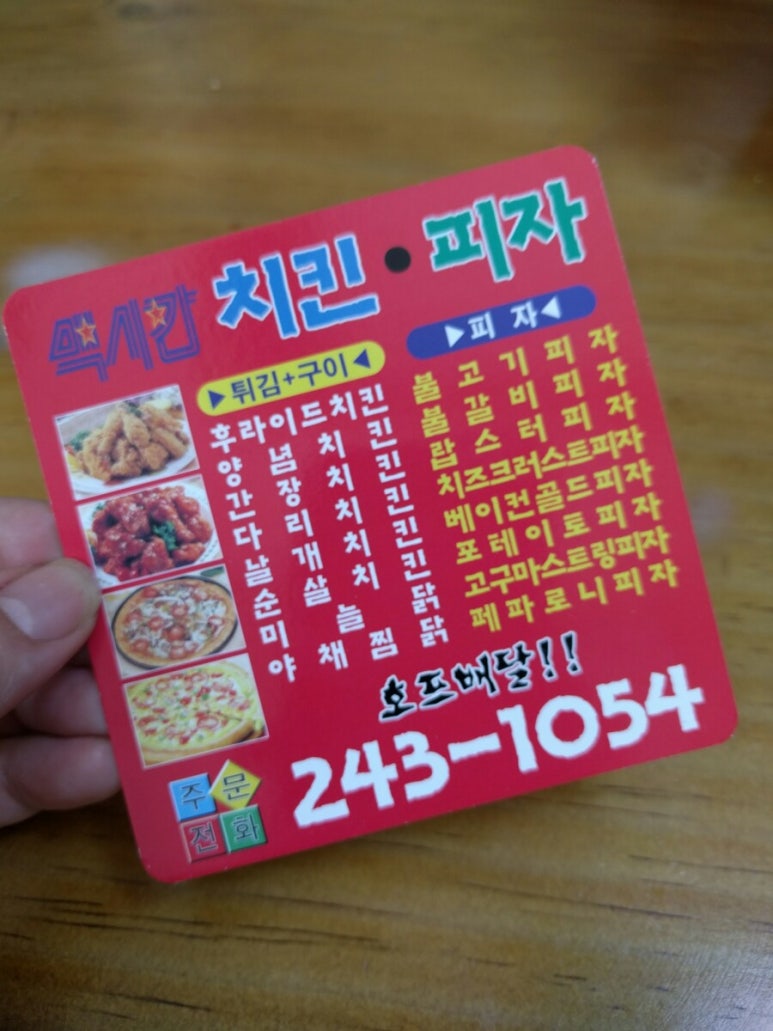 멕시칸 치킨 · 피자
▶튀김+구이◀
후라이드치킨
양념치킨
간장치킨
다리치킨
날개치킨
순살치킨
미늘닭
야채찜닭
▶피자◀
불고기피자
불갈비피자
랍스터피자
치즈크러스트피자
베이컨골드피자
포테이토피자
고구마스트링피자
페파로니피자
호프배달!!
주문
전화
243-1054